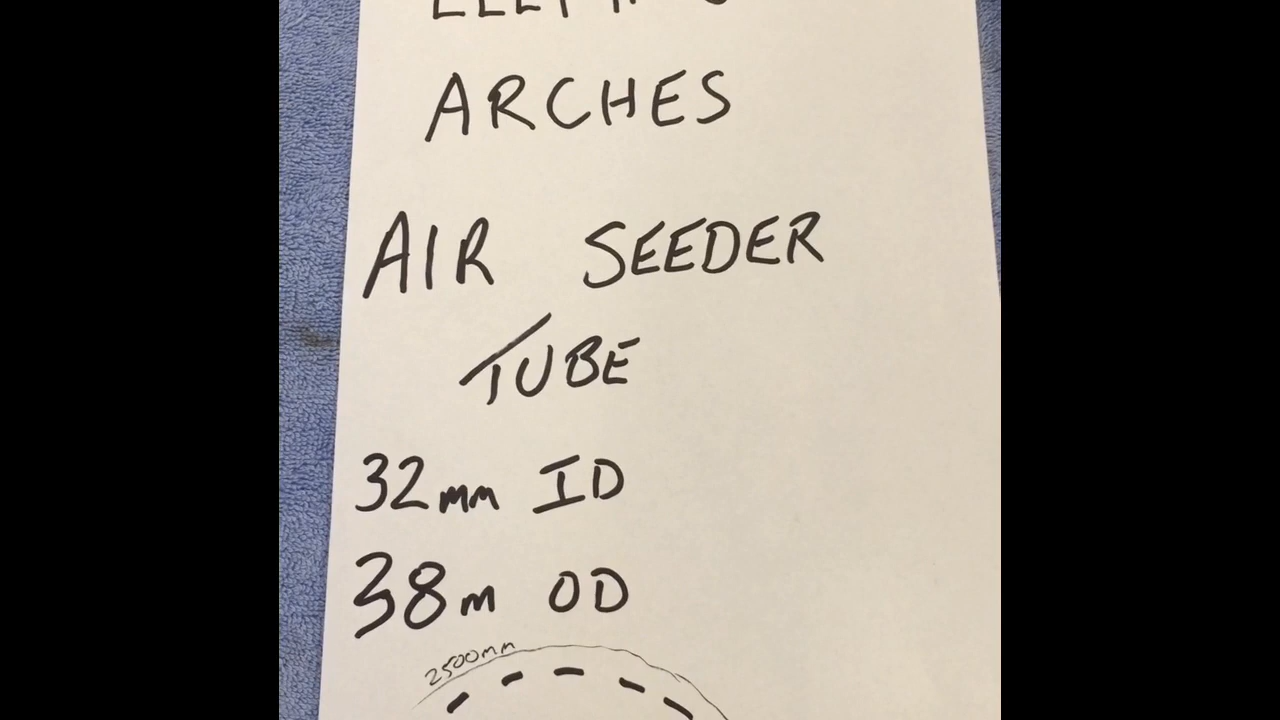 ARCHES
AIR SEEDER
TUBE
32mm ID
38m OD
2500mm